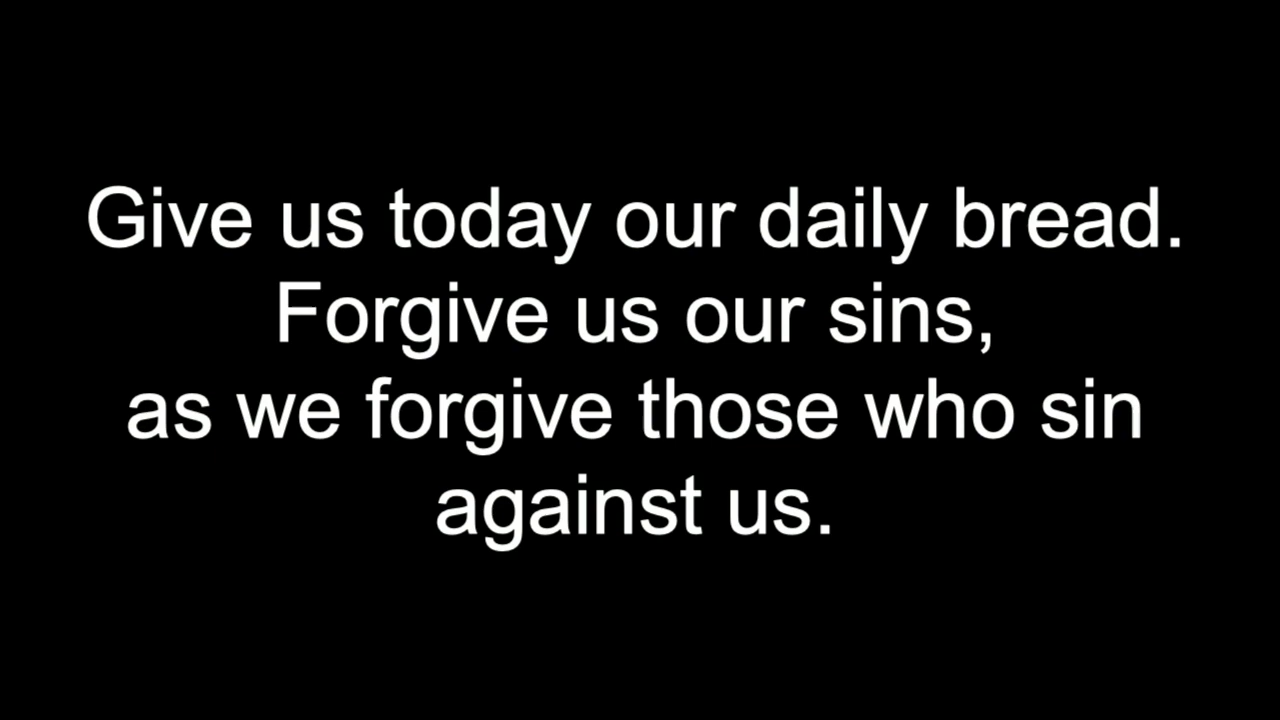 Give us today our daily bread.
Forgive us our sins,
as we forgive those who sin
against us.